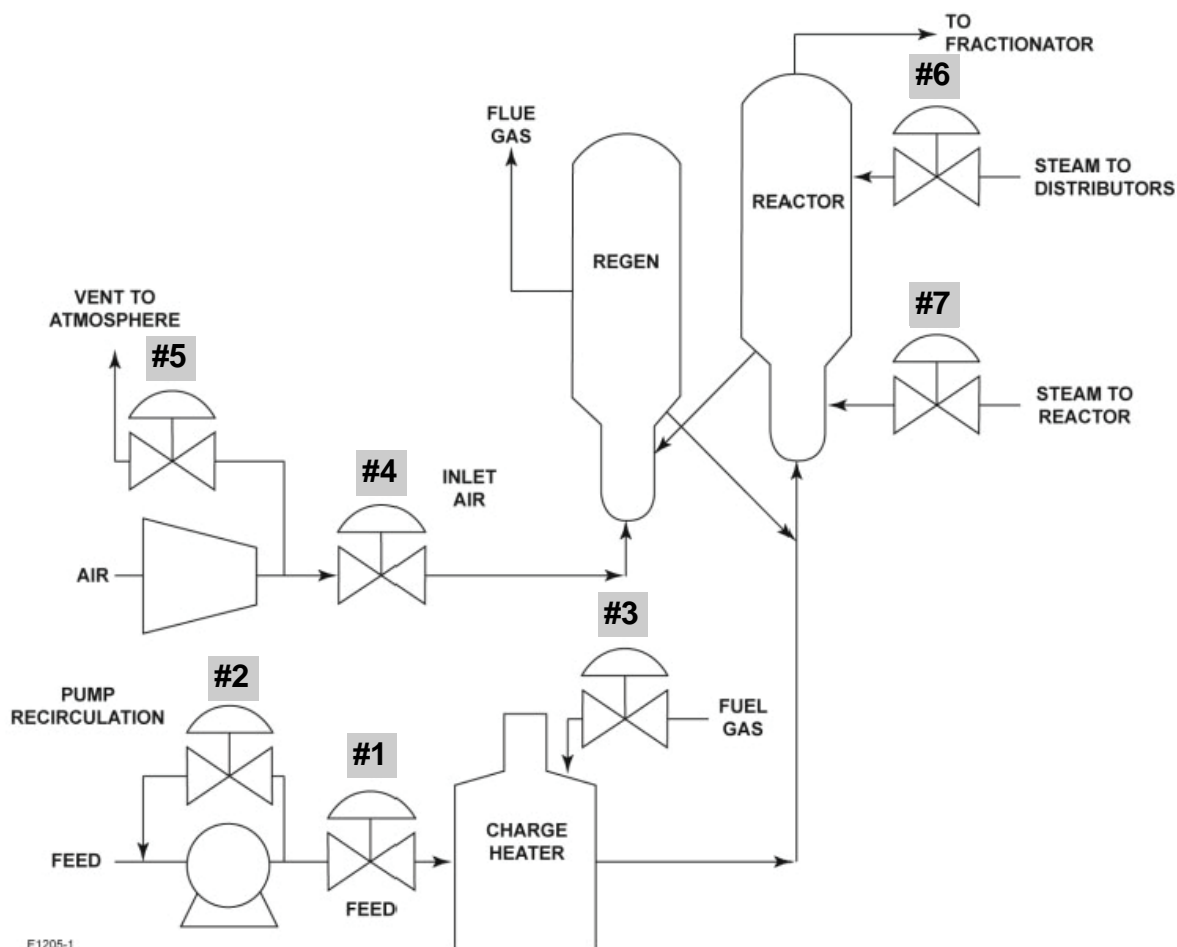 TO
FRACTIONATOR
#6
FLUE
GAS
STEAM TO
DISTRIBUTORS
REACTOR
REGEN
VENT TO
ATMOSPHERE
#7
#5
STEAM TO
REACTOR
#4
INLET
AIR
AIR
#3
#2
PUMP
RECIRCULATION
FUEL
GAS
#1
CHARGE
HEATER
FEED
FEED
E1205-1